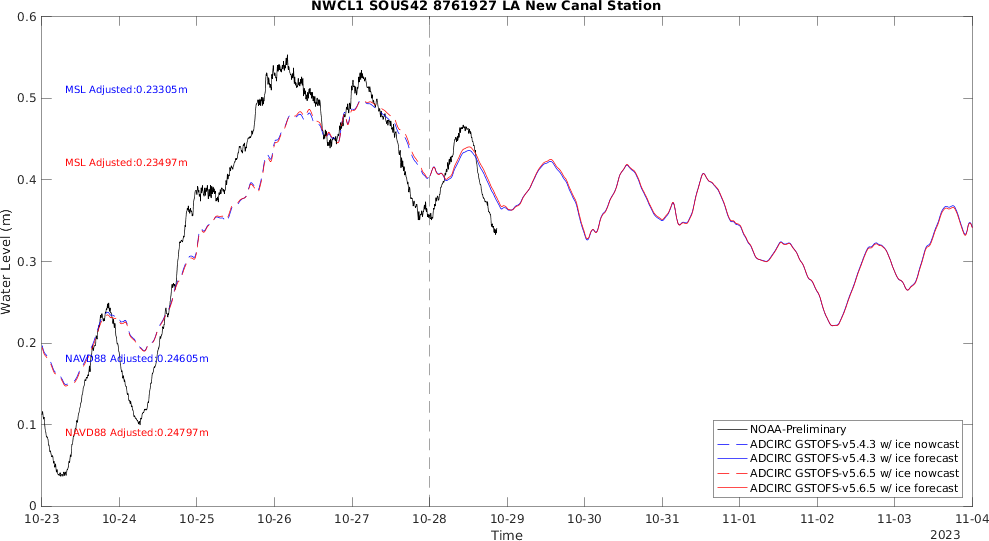 NWCL1 SOUS42 8761927 LA New Canal Station
0.6
0.5
0.4
0.3
0.2
0.1
0
Water Level (m)
MSL Adjusted:0.23305m
MSL Adjusted:0.23497m
NAVD88 Adjusted:0.24605m
NAVD88 Adjusted:0.24797m
NOAA-Preliminary
ADCIRC GSTOFS-v5.4.3 w/ ice nowcast
ADCIRC GSTOFS-v5.4.3 w/ ice forecast
ADCIRC GSTOFS-v5.6.5 w/ ice nowcast
ADCIRC GSTOFS-v5.6.5 w/ ice forecast
10-23 10-24 10-25 10-26 10-27 10-28 10-29 10-30 10-31 11-01 11-02 11-03 11-04
Time
2023